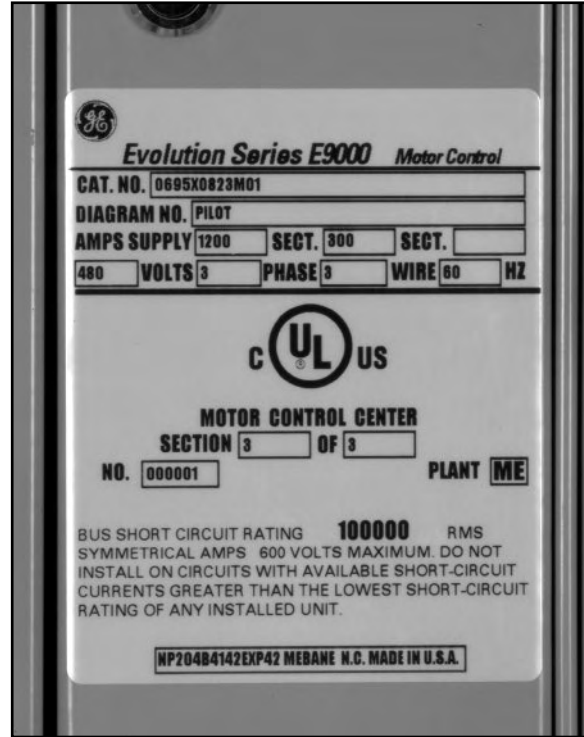 GE
Evolution Series E9000 Motor Control
CAT. NO. 0695X0823M01
DIAGRAM NO. PILOT
AMPS SUPPLY 1200 SECT. 300 SECT.
480 VOLTS 3 PHASE 3 WIRE 60 HZ
C UL ® US
MOTOR CONTROL CENTER
SECTION 3 OF 3
NO. 000001 PLANT ME
BUS SHORT CIRCUIT RATING 100000 RMS
SYMMETRICAL AMPS 600 VOLTS MAXIMUM. DO NOT
INSTALL ON CIRCUITS WITH AVAILABLE SHORT-CIRCUIT
CURRENTS GREATER THAN THE LOWEST SHORT-CIRCUIT
RATING OF ANY INSTALLED UNIT.
NP204B4142EXP42 MEBANE N.C. MADE IN U.S.A.